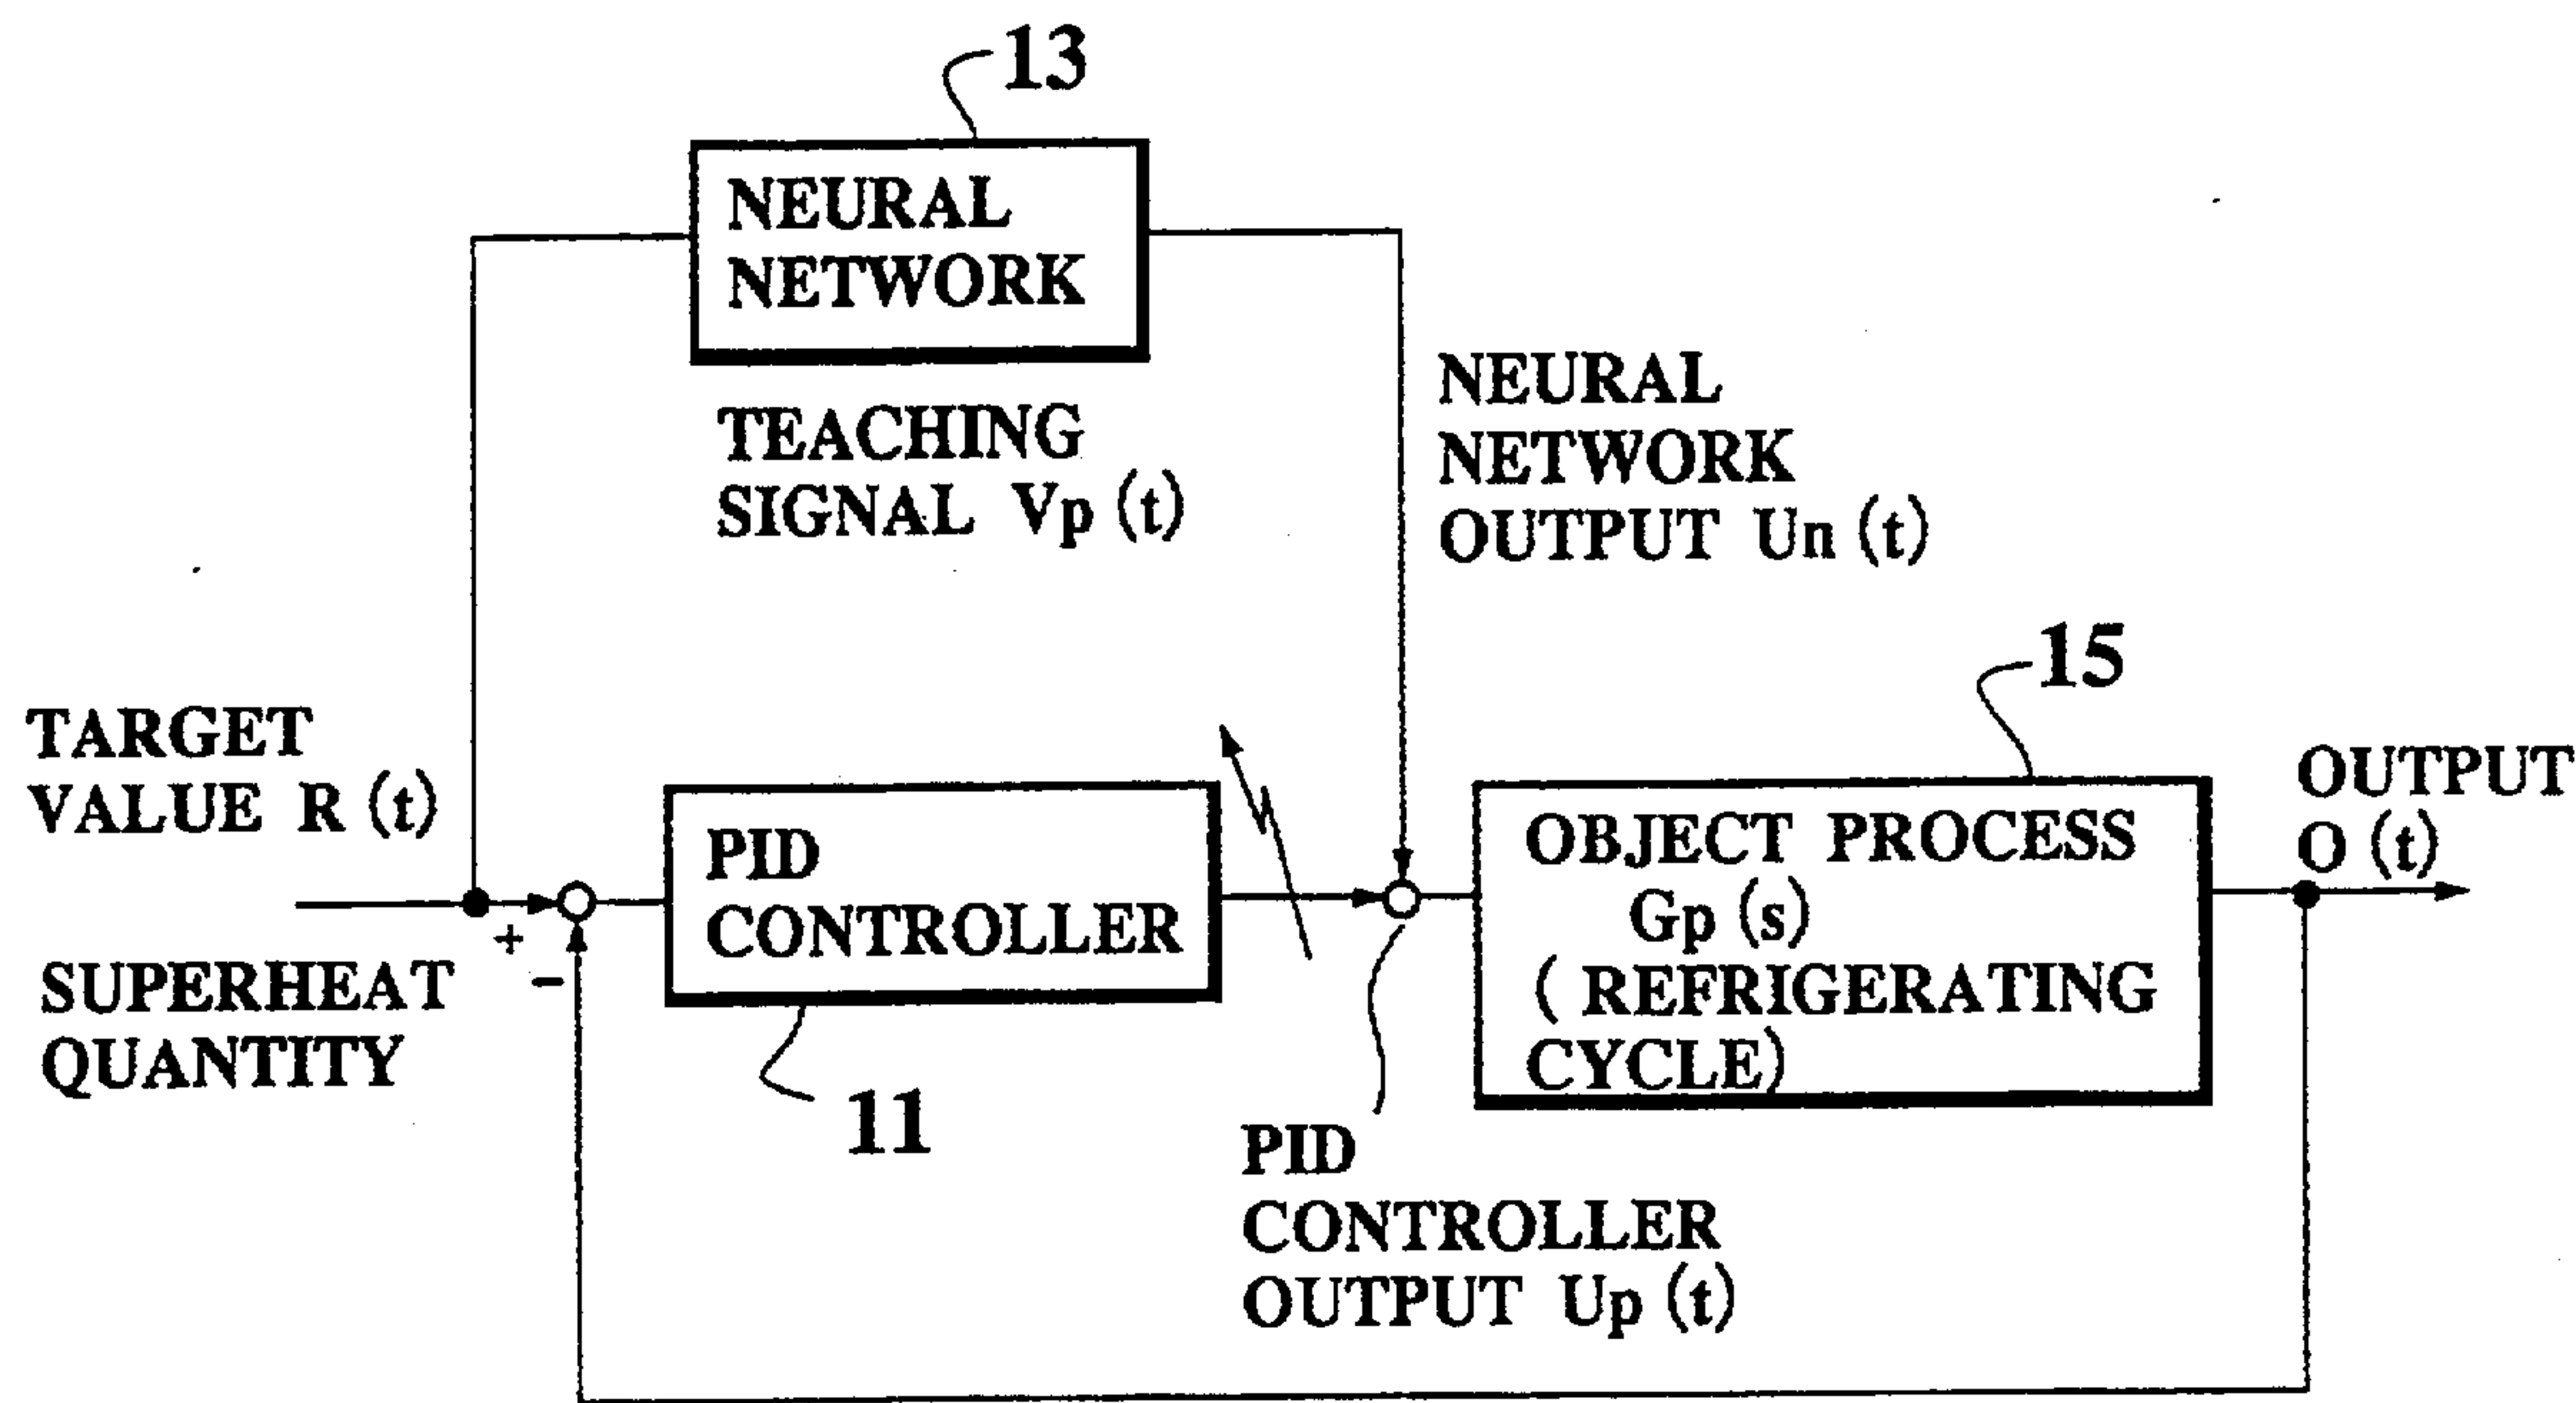 13
NEURAL
NETWORK
TEACHING
SIGNAL Vp (t)
NEURAL
NETWORK
OUTPUT Un (t)
15
TARGET
VALUE R (t)
+
-
SUPERHEAT
QUANTITY
PID
CONTROLLER
11
OBJECT PROCESS
Gp (s)
( REFRIGERATING
CYCLE)
OUTPUT
O (t)
PID
CONTROLLER
OUTPUT Up (t)